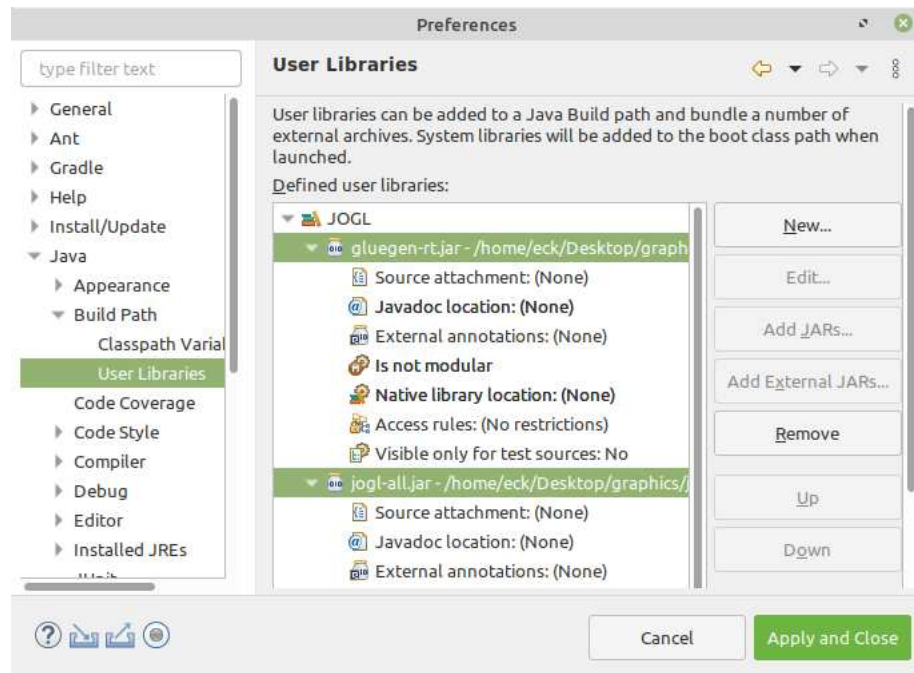 Preferences
type filter text
General
Ant
Gradle
Help
Install/Update
Java
Appearance
Build Path
Classpath Varial
User Libraries
Code Coverage
Code Style
Compiler
Debug
Editor
Installed JREs
User Libraries
User libraries can be added to a Java Build path and bundle a number of
external archives. System libraries will be added to the boot class path when
launched.
Defined user libraries:
JOGL
gluegen-rt.jar - /home/eck/Desktop/graph
Source attachment: (None)
Javadoc location: (None)
External annotations: (None)
Is not modular
Native library location: (None)
Access rules: (No restrictions)
Visible only for test sources: No
jogl-all.jar - /home/eck/Desktop/graphics/j
Source attachment: (None)
Javadoc location: (None)
External annotations: (None)
New...
Edit...
Add JARs...
Add External JARs...
Remove
Up
Down
Cancel
Apply and Close